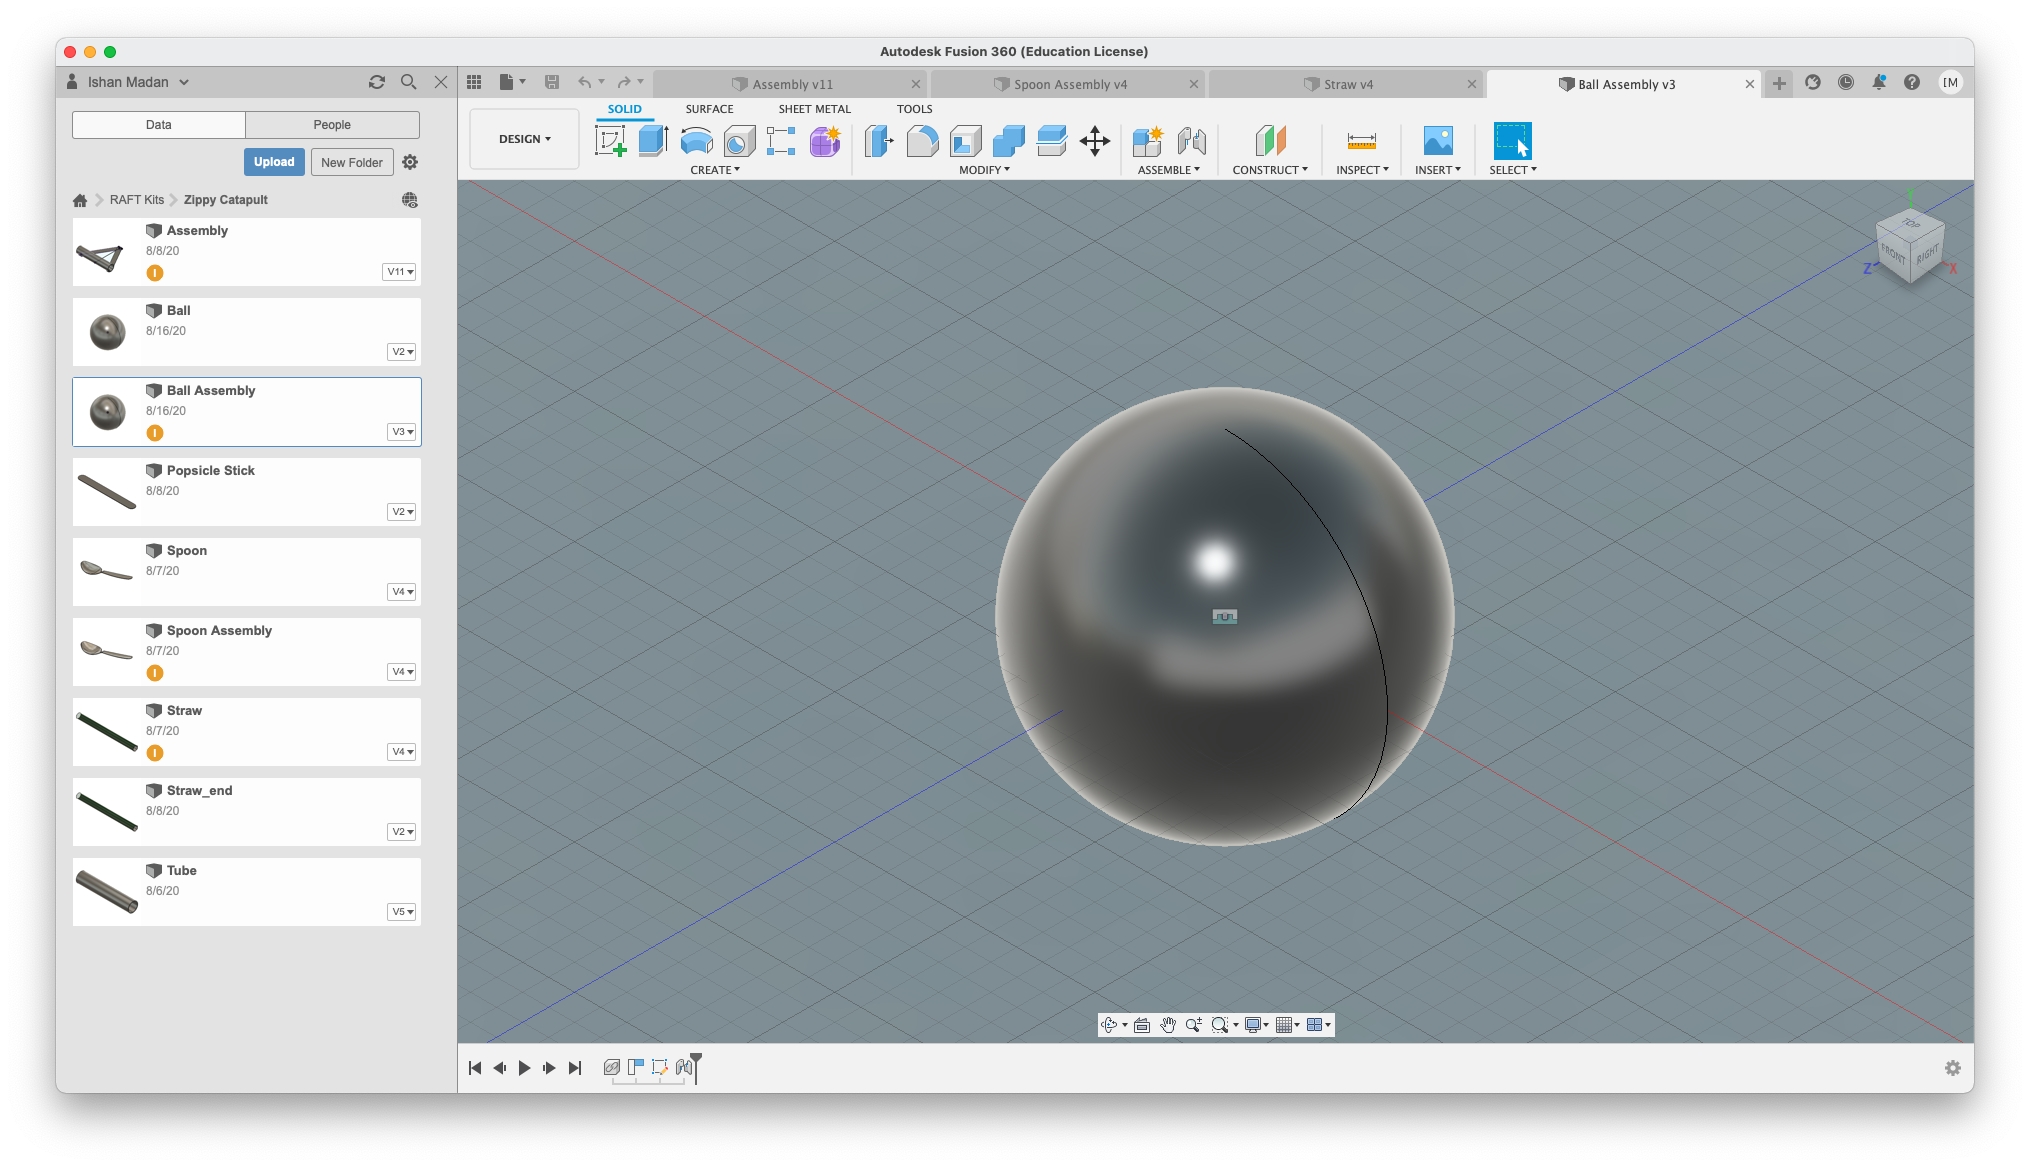 Autodesk Fusion 360 (Education License)
Ishan Madan
Assembly v11
Spoon Assembly v4
Straw v4
Ball Assembly v3
IM
Data
People
Upload
New Folder
RAFT Kits
Zippy Catapult
DESIGN
SOLID
SURFACE
SHEET METAL
TOOLS
CREATE
MODIFY
ASSEMBLE
CONSTRUCT
INSPECT
INSERT
SELECT
Assembly
8/8/20
I
V11
Ball
8/16/20
V2
Ball Assembly
8/16/20
I
V3
Popsicle Stick
8/8/20
V2
Spoon
8/7/20
V4
Spoon Assembly
8/7/20
I
V4
Straw
8/7/20
I
V4
Straw_end
8/8/20
V2
Tube
8/6/20
V5
Y
TOP
FRONT
RIGHT
Z
X